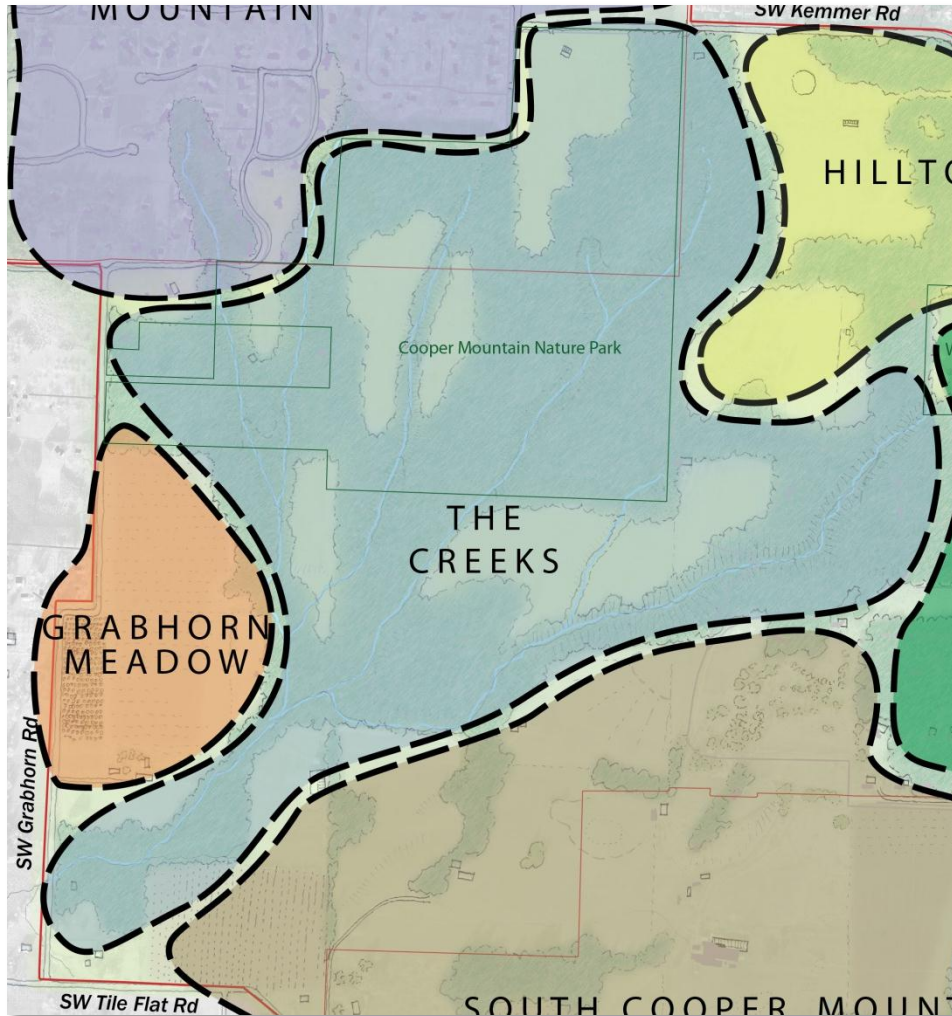 MOUNTAIN
SW Kemmer Rd
HILLTO
Cooper Mountain Nature Park
W
THE
CREEKS
GRABHORN
MEADOW
SW Grabhorn Rd
SW Tile Flat Rd
SOUTH COOPER MOUNT